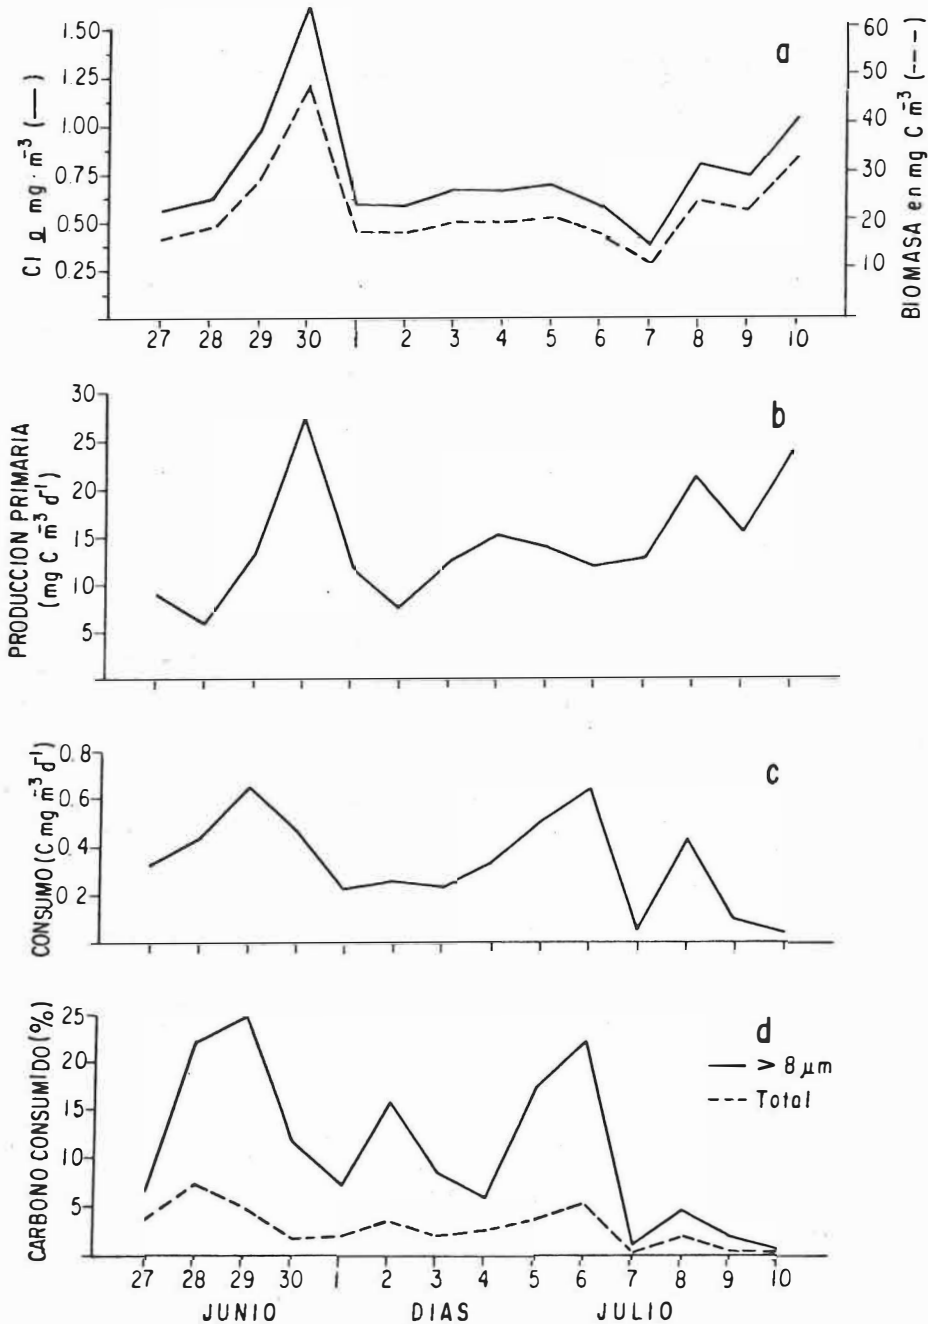 a
Cl a mg · m⁻³ (—)
1.50
1.25
1.00
0.75
0.50
0.25
BIOMASA en mg C m⁻³ (---)
60
50
40
30
20
10
27 28 29 30 1 2 3 4 5 6 7 8 9 10
b
PRODUCCION PRIMARIA
(mg C m⁻³ d⁻¹)
30
25
20
15
10
5
c
CONSUMO (C mg m⁻³ d⁻¹)
0.8
0.6
0.4
0 2
d
CARBONO CONSUMIDO (%)
25
20
15
10
5
— > 8 µm
--- Total
27 28 29 30 1 2 3 4 5 6 7 8 9 10
JUNIO DIAS JULIO